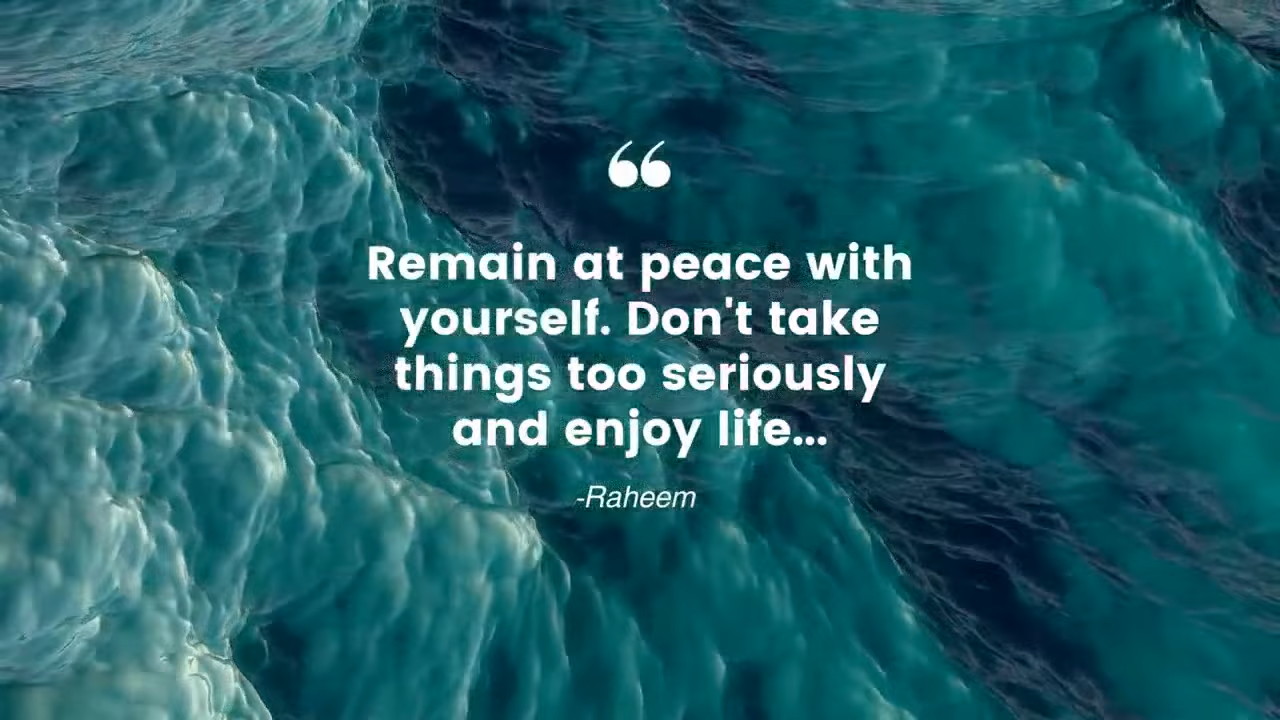 “
Remain at peace with
yourself. Don't take
things too seriously
and enjoy life...
-Raheem